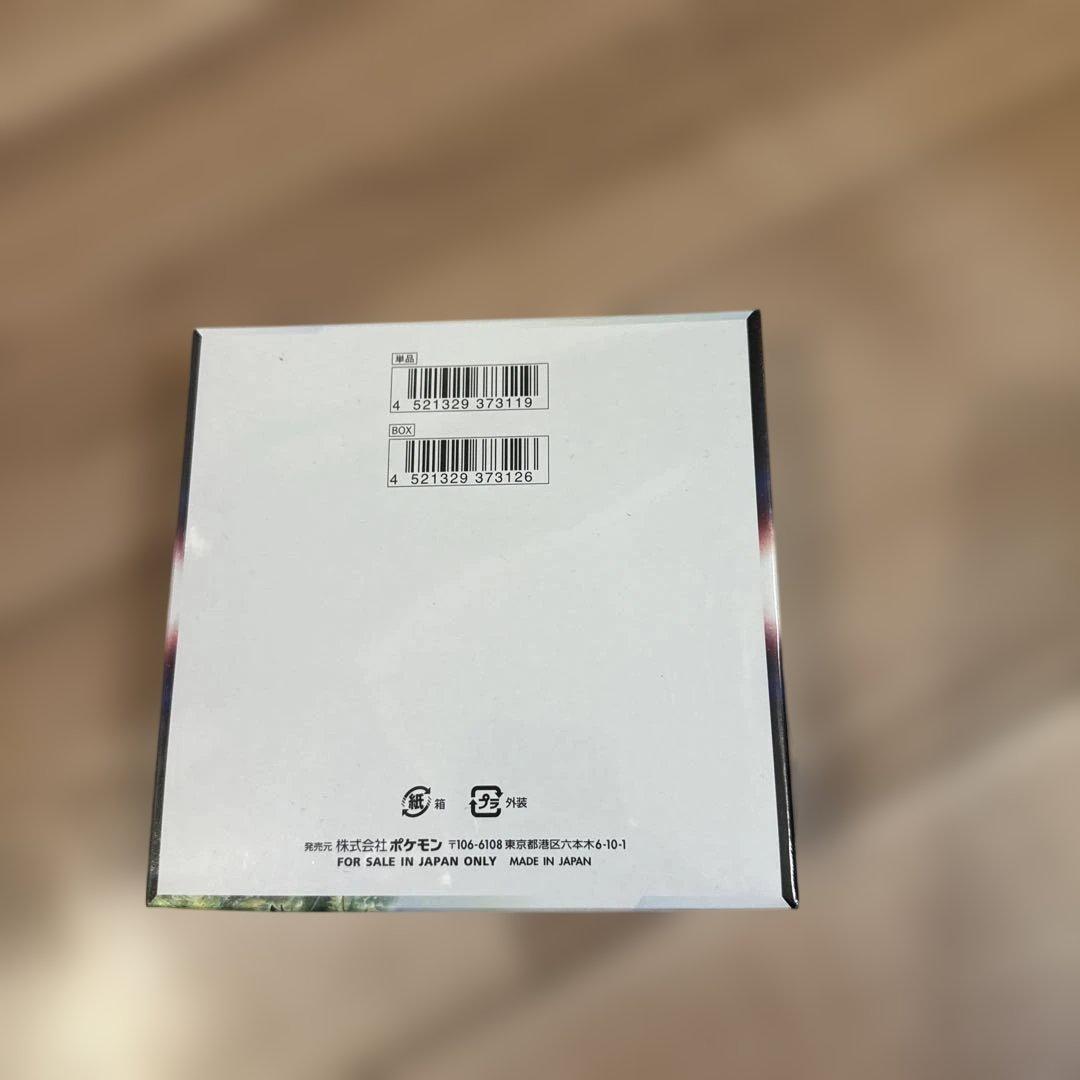 単品
4 521329 373119
BOX
4 521329 373126
紙 箱 プラ 外装
発売元 株式会社 ポケモン 〒106-6108 東京都港区六本木6-10-1
FOR SALE IN JAPAN ONLY MADE IN JAPAN